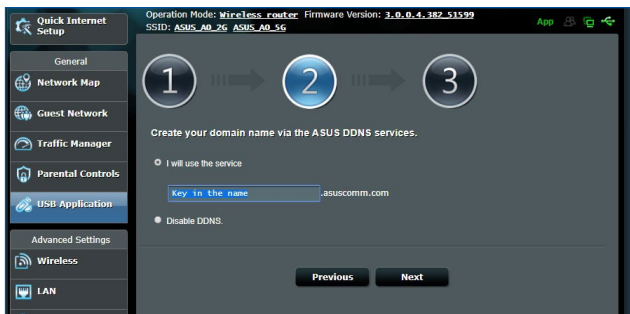 Quick Internet
Setup
Operation Mode: Wireless router Firmware Version: 3.0.0.4.382_51599
SSID: ASUS_A0_2G ASUS_A0_5G
App
General
Network Map
Guest Network
Traffic Manager
Parental Controls
USB Application
Advanced Settings
Wireless
LAN
1
2
3
Create your domain name via the ASUS DDNS services.
I will use the service
Key in the name .asuscomm.com
Disable DDNS.
Previous Next